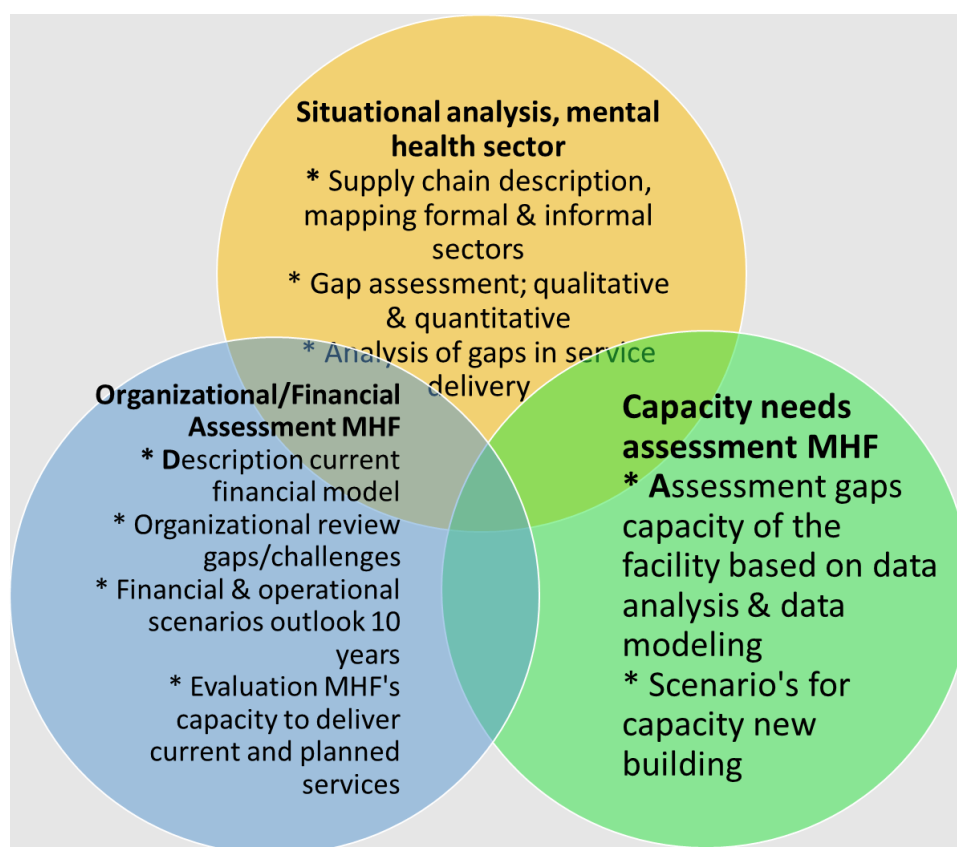 Situational analysis, mental
health sector
* Supply chain description,
mapping formal & informal
sectors
* Gap assessment; qualitative
& quantitative
* Analysis of gaps in service
delivery
Organizational/Financial
Assessment MHF
* Description current
financial model
* Organizational review
gaps/challenges
* Financial & operational
scenarios outlook 10
years
* Evaluation MHF's
capacity to deliver
current and planned
services
Capacity needs
assessment MHF
* Assessment gaps
capacity of the
facility based on data
analysis & data
modeling
* Scenario's for
capacity new
building